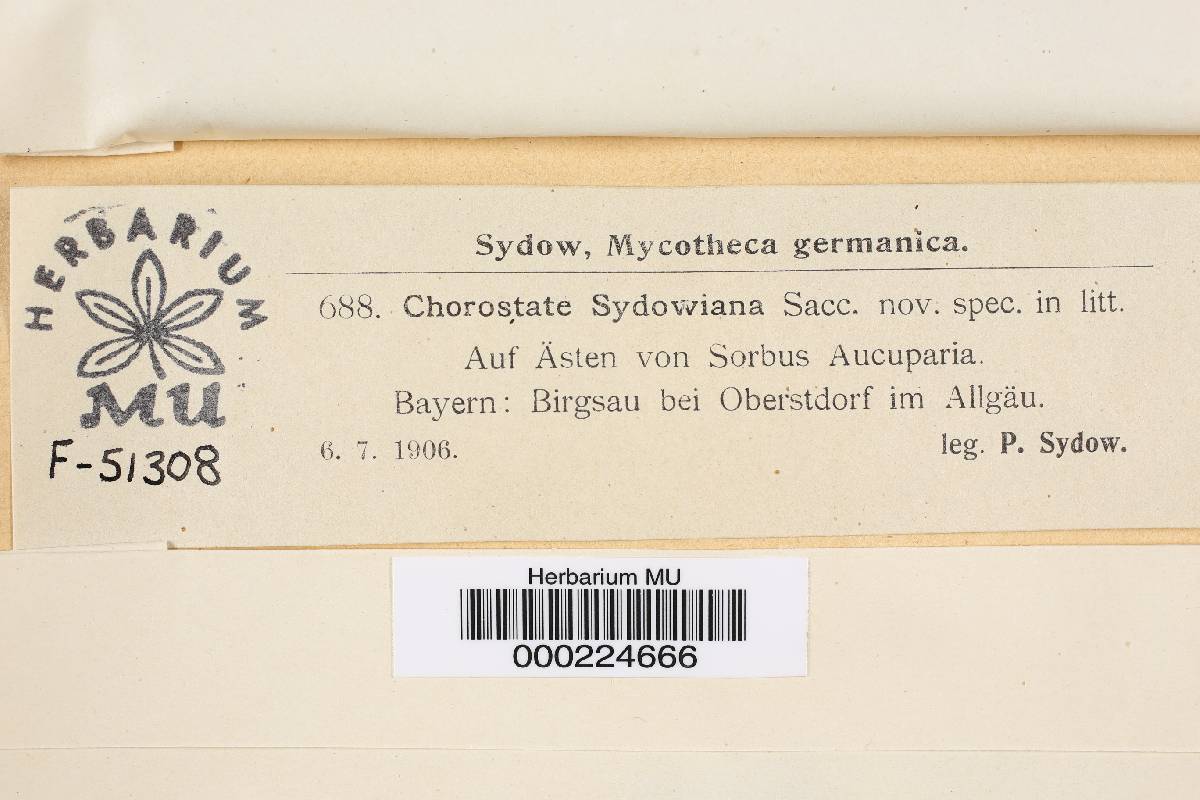 HERBARIUM
MU
F-51308
Sydow, Mycotheca germanica.
688. Chorostate Sydowiana Sacc. nov. spec. in litt.
Auf Ästen von Sorbus Aucuparia.
Bayern: Birgsau bei Oberstdorf im Allgäu.
6. 7. 1906. leg. P. Sydow.
Herbarium MU
000224666